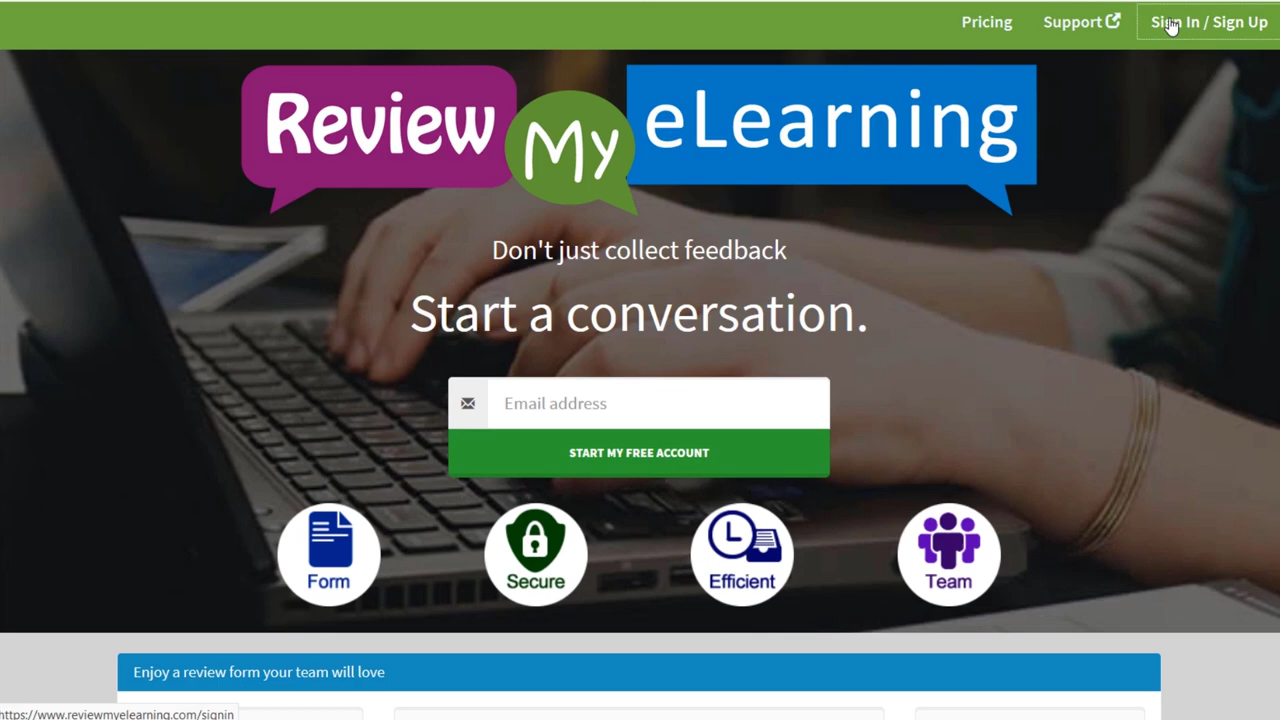 Pricing Support Sign In / Sign Up
Review My eLearning
Don't just collect feedback
Start a conversation.
Email address
START MY FREE ACCOUNT
Form Secure Efficient Team
Enjoy a review form your team will love
https://www.reviewmyelearning.com/signin